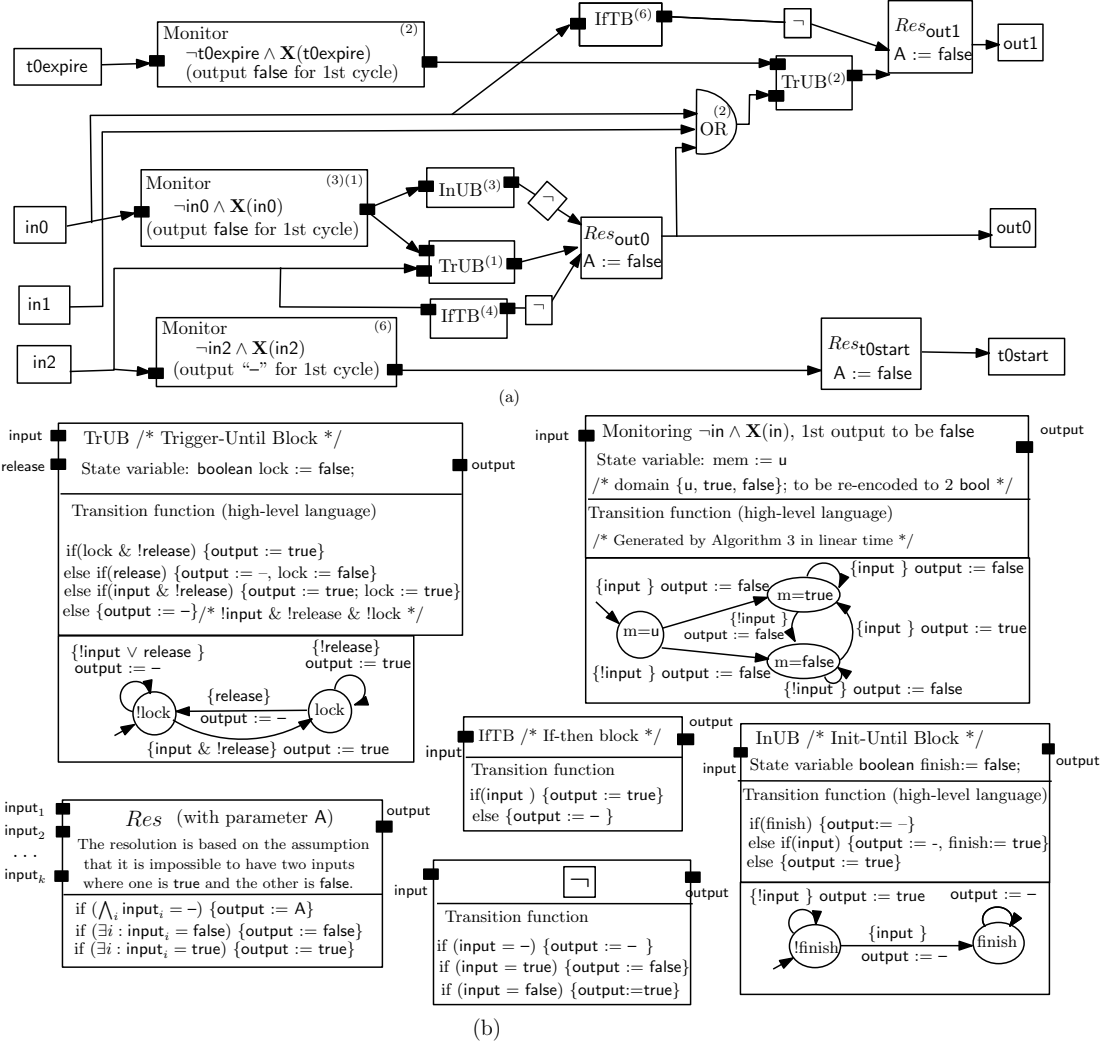 IfTB(6)
¬
Res out1
A := false
out1
Monitor (2)
¬t0expire ∧ X(t0expire)
(output false for 1st cycle)
t0expire
TrUB(2)
(2)
OR
Monitor (3)(1)
¬in0 ∧ X(in0)
(output false for 1st cycle)
in0
InUB(3)
¬
TrUB(1)
Res out0
A := false
out0
in1
IfTB(4)
¬
Monitor (6)
¬in2 ∧ X(in2)
(output “–” for 1st cycle)
in2
Res t0start
A := false
t0start
(a)
input
release
output
TrUB /* Trigger-Until Block */
State variable: boolean lock := false;
Transition function (high-level language)
if(lock & !release) {output := true}
else if(release) {output := –, lock := false}
else if(input & !release) {output := true; lock := true}
else {output := –}/* !input & !release & !lock */
{!input ∨ release }
output := –
{!release}
output := true
!lock
{release}
output := –
lock
{input & !release} output := true
input
output
Monitoring ¬in ∧ X(in), 1st output to be false
State variable: mem := u
/* domain {u, true, false}; to be re-encoded to 2 bool */
Transition function (high-level language)
/* Generated by Algorithm 3 in linear time */
{input } output := false
{input } output := false
m=true
m=u
{!input }
output := false
{input } output := true
m=false
{!input } output := false
{!input } output := false
input
output
IfTB /* If-then block */
Transition function
if(input ) {output := true}
else {output := – }
input
output
InUB /* Init-Until Block */
State variable boolean finish:= false;
Transition function (high-level language)
if(finish) {output:= –}
else if(input) {output := -, finish:= true}
else {output := true}
{!input } output := true
output := –
!finish
{input }
output := –
finish
input1
input2
. . .
inputk
output
Res (with parameter A)
The resolution is based on the assumption
that it is impossible to have two inputs
where one is true and the other is false.
if (⋀i inputi = –) {output := A}
if (∃i : inputi = false) {output := false}
if (∃i : inputi = true) {output := true}
input
output
¬
Transition function
if (input = –) {output := – }
if (input = true) {output := false}
if (input = false) {output:=true}
(b)